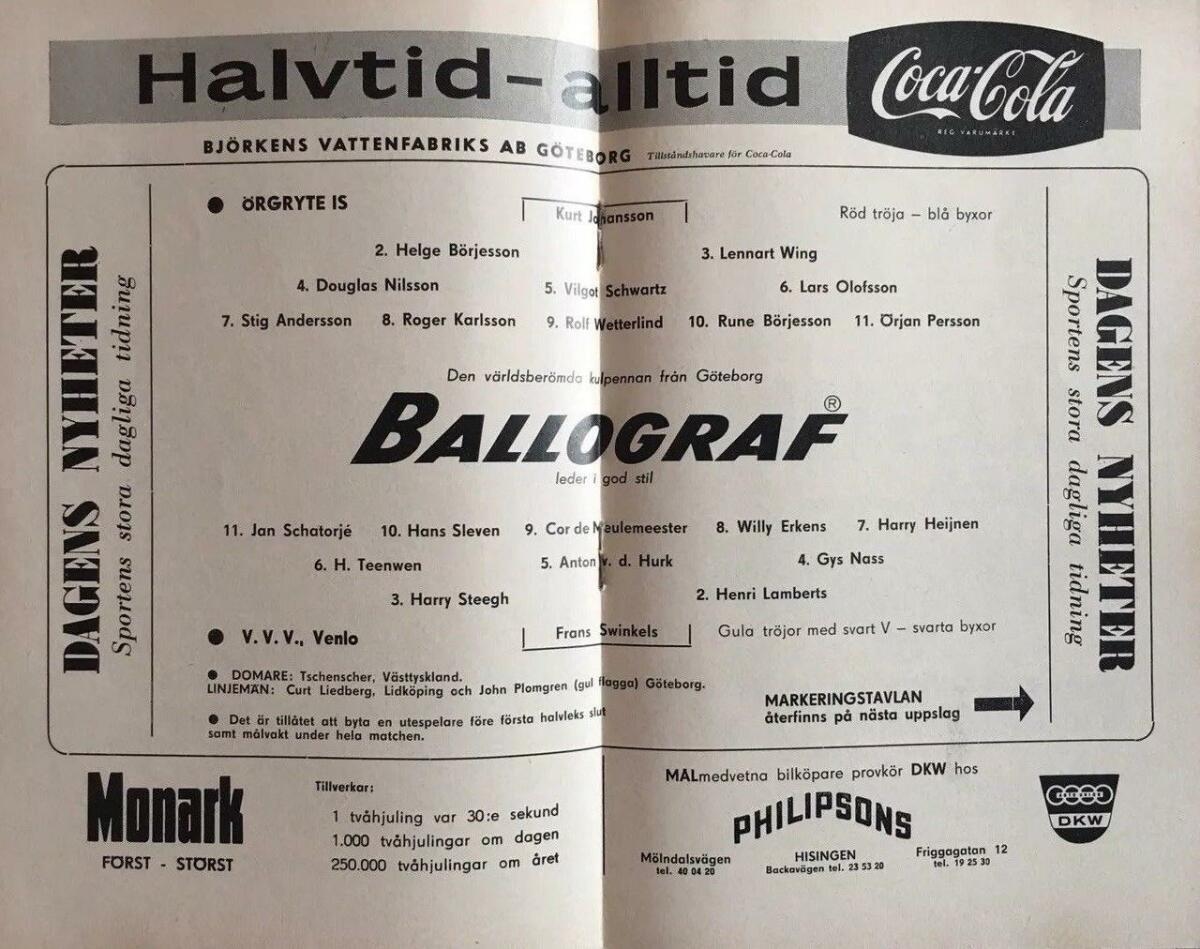 Halvtid-alltid
Coca-Cola
REG VARUMÄRKE
BJÖRKENS VATTENFABRIKS AB GÖTEBORG Tillståndshavare för Coca-Cola
DAGENS NYHETER
Sportens stora dagliga tidning
● ÖRGRYTE IS
Kurt Johansson
Röd tröja – blå byxor
2. Helge Börjesson 3. Lennart Wing
4. Douglas Nilsson 5. Vilgot Schwartz 6. Lars Olofsson
7. Stig Andersson 8. Roger Karlsson 9. Rolf Wetterlind 10. Rune Börjesson 11. Örjan Persson
Den världsberömda kulpennan från Göteborg
BALLOGRAF®
leder i god stil
11. Jan Schatorjé 10. Hans Sleven 9. Cor de Meulemeester 8. Willy Erkens 7. Harry Heijnen
6. H. Teenwen 5. Anton v. d. Hurk 4. Gys Nass
3. Harry Steegh 2. Henri Lamberts
● V. V. V., Venlo
Frans Swinkels
Gula tröjor med svart V – svarta byxor
● DOMARE: Tschenscher, Västtyskland.
LINJEMÄN: Curt Liedberg, Lidköping och John Plomgren (gul flagga) Göteborg.
● Det är tillåtet att byta en utespelare före första halvleks slut
samt målvakt under hela matchen.
MARKERINGSTAVLAN
återfinns på nästa uppslag
DAGENS NYHETER
Sportens stora dagliga tidning
Monark
FÖRST - STÖRST
Tillverkar:
1 tvåhjuling var 30:e sekund
1.000 tvåhjulingar om dagen
250.000 tvåhjulingar om året
MÅLmedvetna bilköpare provkör DKW hos
PHILIPSONS
Mölndalsvägen
tel. 40 04 20
HISINGEN
Backavägen tel. 23 53 20
Friggagatan 12
tel. 19 25 30
DKW